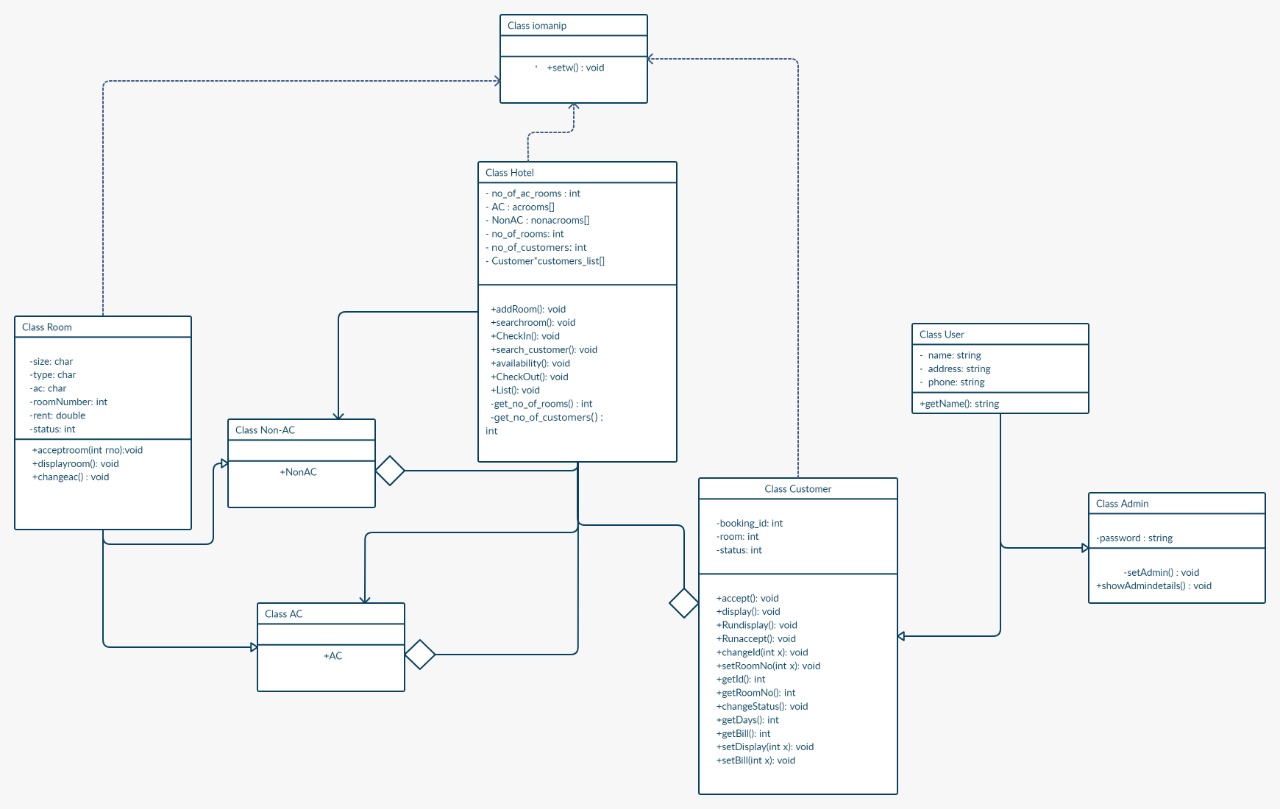 Class iomanip
' +setw() : void
Class Hotel
- no_of_ac_rooms : int
- AC : acrooms[]
- NonAC : nonacrooms[]
- no_of_rooms: int
- no_of_customers: int
- Customer*customers_list[]
+addRoom(): void
+searchroom(): void
+CheckIn(): void
+search_customer(): void
+availability(): void
+CheckOut(): void
+List(): void
-get_no_of_rooms() : int
-get_no_of_customers() :
int
Class Room
-size: char
-type: char
-ac: char
-roomNumber: int
-rent: double
-status: int
+acceptroom(int rno):void
+displayroom(): void
+changeac() : void
Class Non-AC
+NonAC
Class AC
+AC
Class User
- name: string
- address: string
- phone: string
+getName(): string
Class Customer
-booking_id: int
-room: int
-status: int
+accept(): void
+display(): void
+Rundisplay(): void
+Runaccept(): void
+changeId(int x): void
+setRoomNo(int x): void
+getId(): int
+getRoomNo(): int
+changeStatus(): void
+getDays(): int
+getBill(): int
+setDisplay(int x): void
+setBill(int x): void
Class Admin
-password : string
-setAdmin() : void
+showAdmindetails() : void